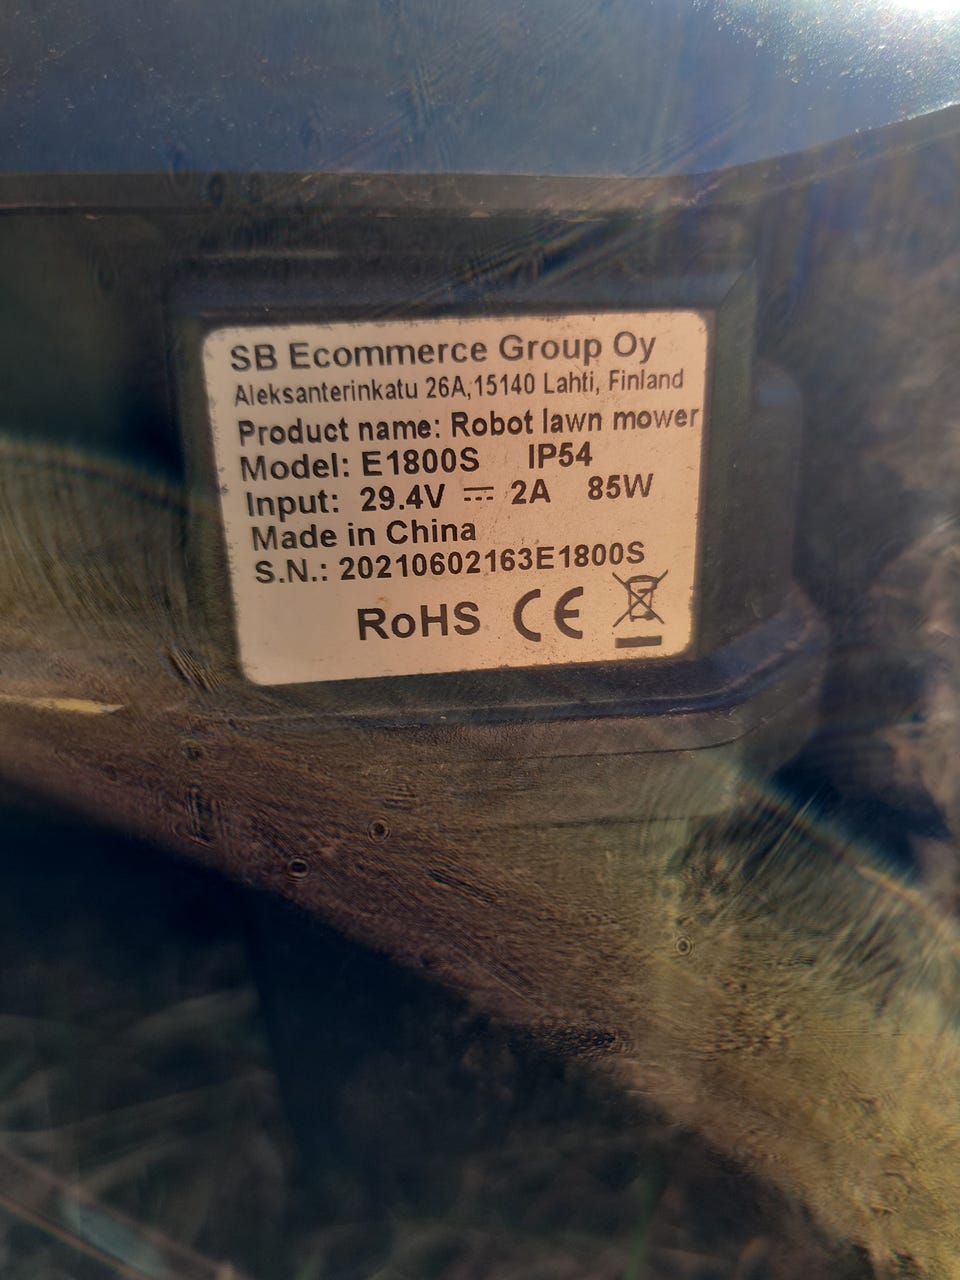 SB Ecommerce Group Oy
Aleksanterinkatu 26A,15140 Lahti, Finland
Product name: Robot lawn mower
Model: E1800S IP54
Input: 29.4V ⎓ 2A 85W
Made in China
S.N.: 20210602163E1800S
RoHS CE